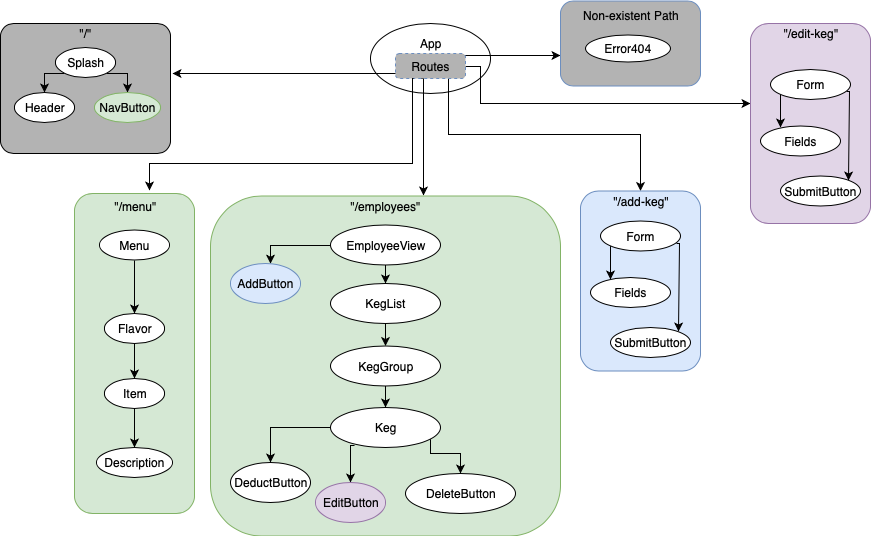 App
Routes
"/"
Splash
Header
NavButton
Non-existent Path
Error404
"/edit-keg"
Form
Fields
SubmitButton
"/menu"
Menu
Flavor
Item
Description
"/employees"
EmployeeView
AddButton
KegList
KegGroup
Keg
DeductButton
EditButton
DeleteButton
"/add-keg"
Form
Fields
SubmitButton